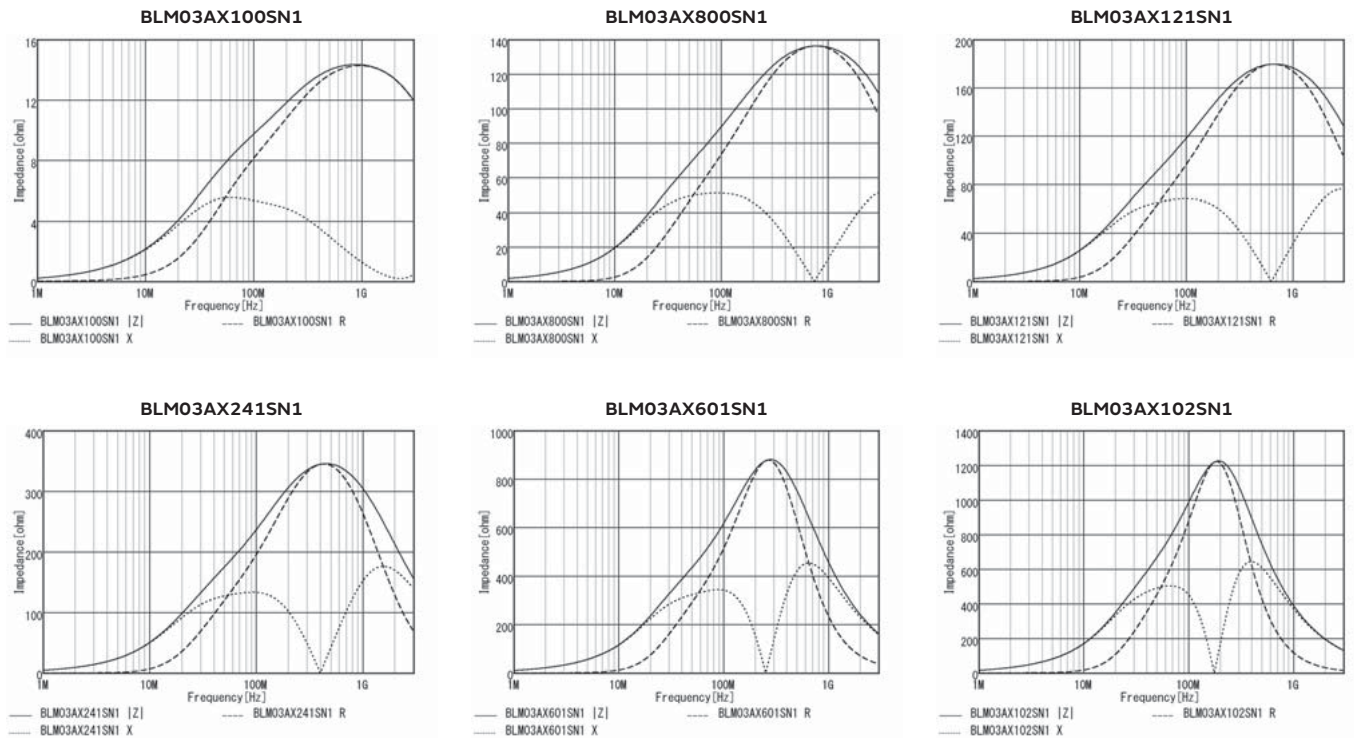 BLM03AX100SN1
16
12
8
4
0
Impedance[ohm]
1M
10M
100M
1G
Frequency[Hz]
BLM03AX100SN1 |Z|
BLM03AX100SN1 R
BLM03AX100SN1 X
BLM03AX800SN1
140
120
100
80
60
40
20
0
Impedance[ohm]
1M
10M
100M
1G
Frequency[Hz]
BLM03AX800SN1 |Z|
BLM03AX800SN1 R
BLM03AX800SN1 X
BLM03AX121SN1
200
160
120
80
40
0
Impedance[ohm]
1M
10M
100M
1G
Frequency[Hz]
BLM03AX121SN1 |Z|
BLM03AX121SN1 R
BLM03AX121SN1 X
BLM03AX241SN1
400
300
200
100
0
Impedance[ohm]
1M
10M
100M
1G
Frequency[Hz]
BLM03AX241SN1 |Z|
BLM03AX241SN1 R
BLM03AX241SN1 X
BLM03AX601SN1
1000
800
600
400
200
0
Impedance[ohm]
1M
10M
100M
1G
Frequency[Hz]
BLM03AX601SN1 |Z|
BLM03AX601SN1 R
BLM03AX601SN1 X
BLM03AX102SN1
1400
1200
1000
800
600
400
200
0
Impedance[ohm]
1M
10M
100M
1G
Frequency[Hz]
BLM03AX102SN1 |Z|
BLM03AX102SN1 R
BLM03AX102SN1 X